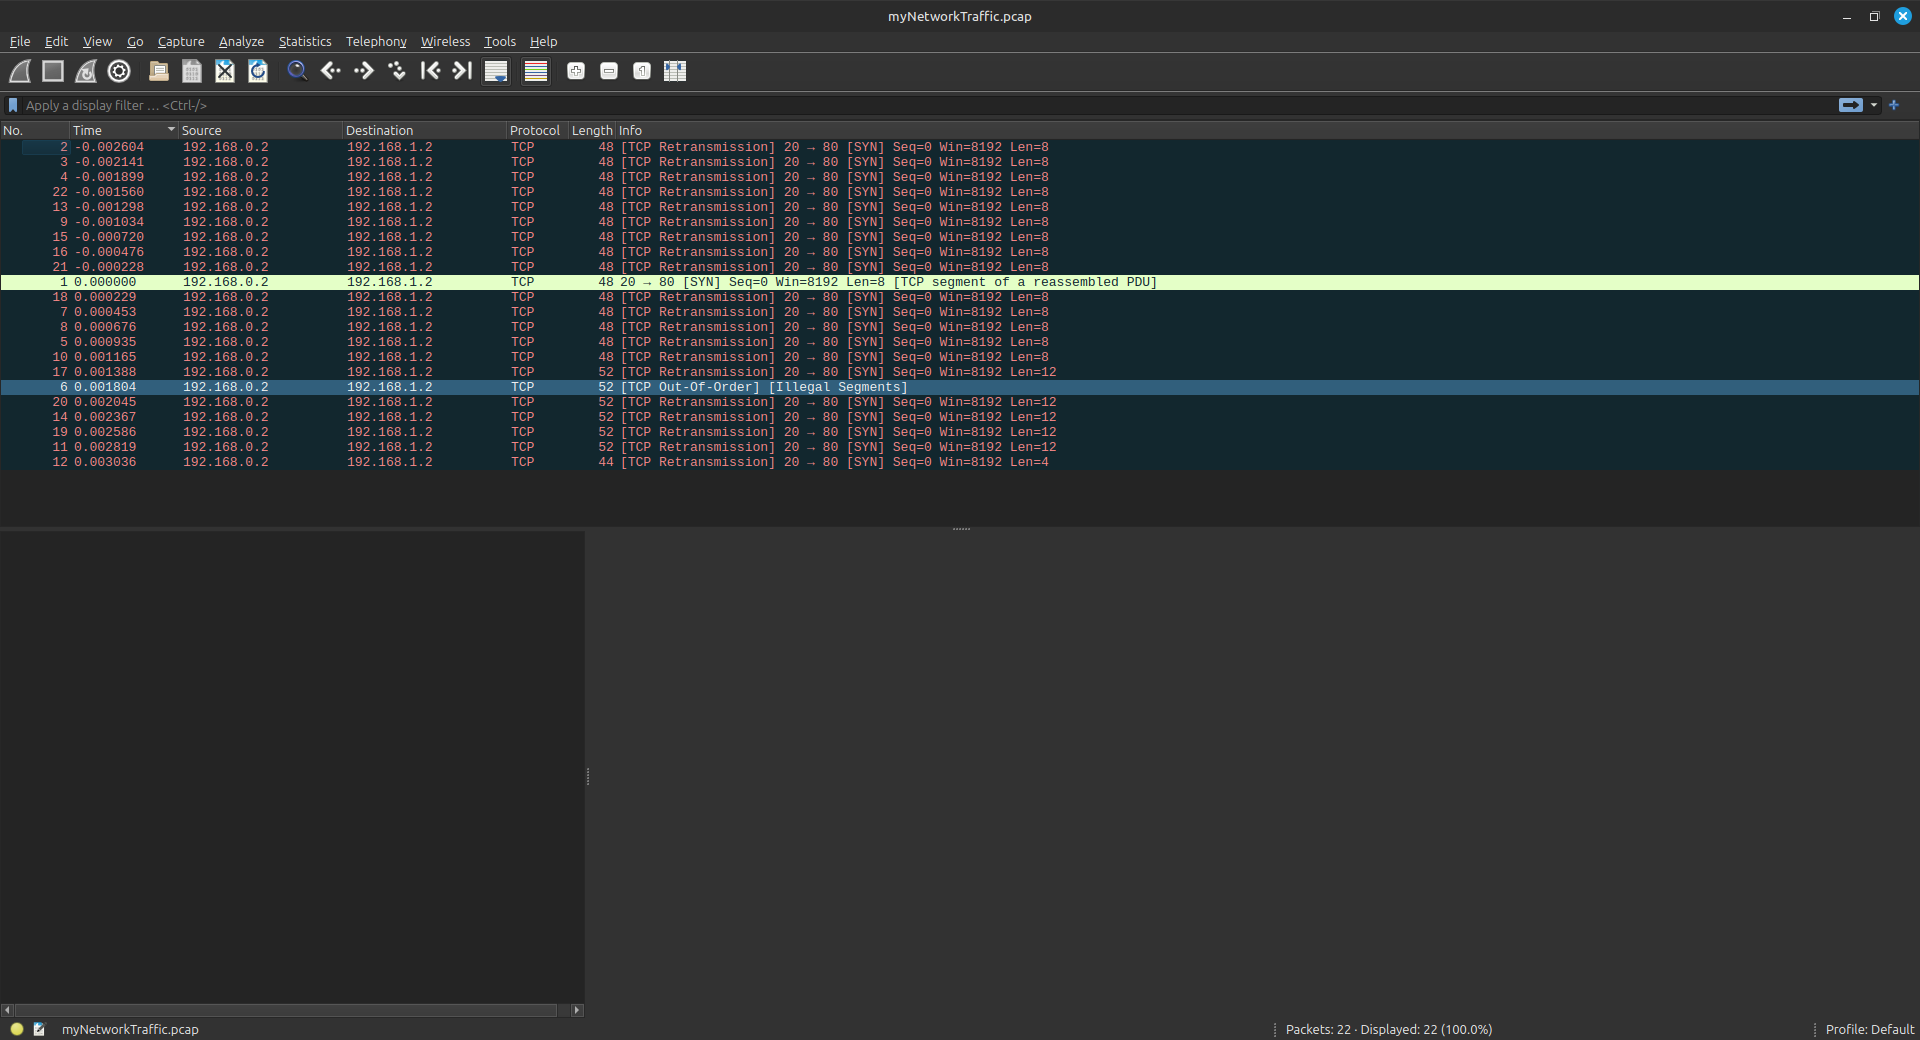 myNetworkTraffic.pcap
File Edit View Go Capture Analyze Statistics Telephony Wireless Tools Help
Apply a display filter … <Ctrl-/>
No. Time Source Destination Protocol Length Info
2 -0.002604 192.168.0.2 192.168.1.2 TCP 48 [TCP Retransmission] 20 → 80 [SYN] Seq=0 Win=8192 Len=8
3 -0.002141 192.168.0.2 192.168.1.2 TCP 48 [TCP Retransmission] 20 → 80 [SYN] Seq=0 Win=8192 Len=8
4 -0.001899 192.168.0.2 192.168.1.2 TCP 48 [TCP Retransmission] 20 → 80 [SYN] Seq=0 Win=8192 Len=8
22 -0.001560 192.168.0.2 192.168.1.2 TCP 48 [TCP Retransmission] 20 → 80 [SYN] Seq=0 Win=8192 Len=8
13 -0.001298 192.168.0.2 192.168.1.2 TCP 48 [TCP Retransmission] 20 → 80 [SYN] Seq=0 Win=8192 Len=8
9 -0.001034 192.168.0.2 192.168.1.2 TCP 48 [TCP Retransmission] 20 → 80 [SYN] Seq=0 Win=8192 Len=8
15 -0.000720 192.168.0.2 192.168.1.2 TCP 48 [TCP Retransmission] 20 → 80 [SYN] Seq=0 Win=8192 Len=8
16 -0.000476 192.168.0.2 192.168.1.2 TCP 48 [TCP Retransmission] 20 → 80 [SYN] Seq=0 Win=8192 Len=8
21 -0.000228 192.168.0.2 192.168.1.2 TCP 48 [TCP Retransmission] 20 → 80 [SYN] Seq=0 Win=8192 Len=8
1 0.000000 192.168.0.2 192.168.1.2 TCP 48 20 → 80 [SYN] Seq=0 Win=8192 Len=8 [TCP segment of a reassembled PDU]
18 0.000229 192.168.0.2 192.168.1.2 TCP 48 [TCP Retransmission] 20 → 80 [SYN] Seq=0 Win=8192 Len=8
7 0.000453 192.168.0.2 192.168.1.2 TCP 48 [TCP Retransmission] 20 → 80 [SYN] Seq=0 Win=8192 Len=8
8 0.000676 192.168.0.2 192.168.1.2 TCP 48 [TCP Retransmission] 20 → 80 [SYN] Seq=0 Win=8192 Len=8
5 0.000935 192.168.0.2 192.168.1.2 TCP 48 [TCP Retransmission] 20 → 80 [SYN] Seq=0 Win=8192 Len=8
10 0.001165 192.168.0.2 192.168.1.2 TCP 48 [TCP Retransmission] 20 → 80 [SYN] Seq=0 Win=8192 Len=8
17 0.001388 192.168.0.2 192.168.1.2 TCP 52 [TCP Retransmission] 20 → 80 [SYN] Seq=0 Win=8192 Len=12
6 0.001804 192.168.0.2 192.168.1.2 TCP 52 [TCP Out-Of-Order] [Illegal Segments]
20 0.002045 192.168.0.2 192.168.1.2 TCP 52 [TCP Retransmission] 20 → 80 [SYN] Seq=0 Win=8192 Len=12
14 0.002367 192.168.0.2 192.168.1.2 TCP 52 [TCP Retransmission] 20 → 80 [SYN] Seq=0 Win=8192 Len=12
19 0.002586 192.168.0.2 192.168.1.2 TCP 52 [TCP Retransmission] 20 → 80 [SYN] Seq=0 Win=8192 Len=12
11 0.002819 192.168.0.2 192.168.1.2 TCP 52 [TCP Retransmission] 20 → 80 [SYN] Seq=0 Win=8192 Len=12
12 0.003036 192.168.0.2 192.168.1.2 TCP 44 [TCP Retransmission] 20 → 80 [SYN] Seq=0 Win=8192 Len=4
myNetworkTraffic.pcap Packets: 22 · Displayed: 22 (100.0%) Profile: Default